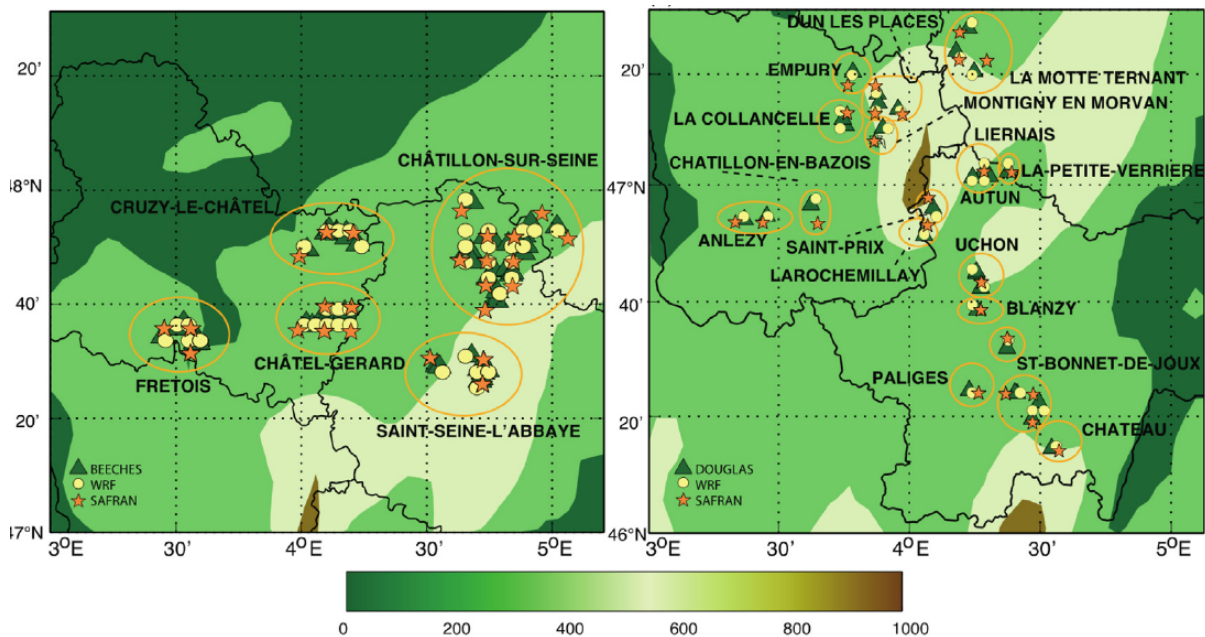 DUN LES PLACES
20'
20'
EMPURY
LA MOTTE TERNANT
MONTIGNY EN MORVAN
LA COLLANCELLE
LIERNAIS
CHÂTILLON-SUR-SEINE
CHATILLON-EN-BAZOIS
48°N
47°N
LA-PETITE-VERRIERE
CRUZY-LE-CHÂTEL
AUTUN
ANLEZY
SAINT-PRIX
UCHON
LAROCHEMILLAY
40'
40'
BLANZY
CHÂTEL-GERARD
FRETOIS
ST-BONNET-DE-JOUX
PALIGES
20'
20'
SAINT-SEINE-L'ABBAYE
CHATEAU
BEECHES
WRF
SAFRAN
DOUGLAS
WRF
SAFRAN
47°N
46°N
3°E
30'
4°E
30'
5°E
3°E
30'
4°E
30'
5°E
0
200
400
600
800
1000